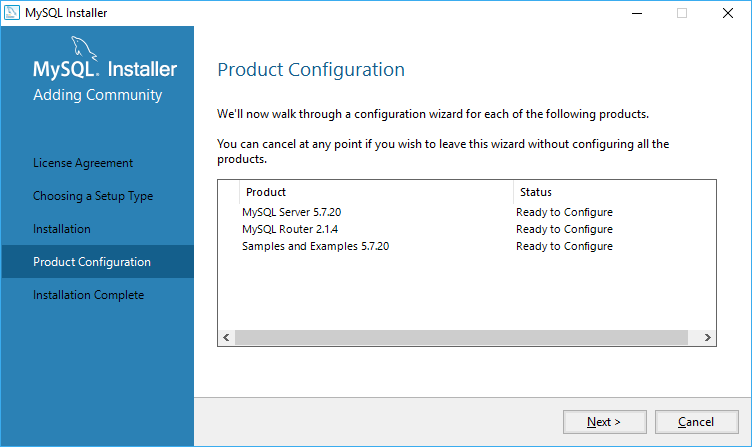 MySQL Installer
MySQL. Installer
Adding Community
License Agreement
Choosing a Setup Type
Installation
Product Configuration
Installation Complete
Product Configuration
We'll now walk through a configuration wizard for each of the following products.
You can cancel at any point if you wish to leave this wizard without configuring all the
products.
Product Status
MySQL Server 5.7.20 Ready to Configure
MySQL Router 2.1.4 Ready to Configure
Samples and Examples 5.7.20 Ready to Configure
Next > Cancel